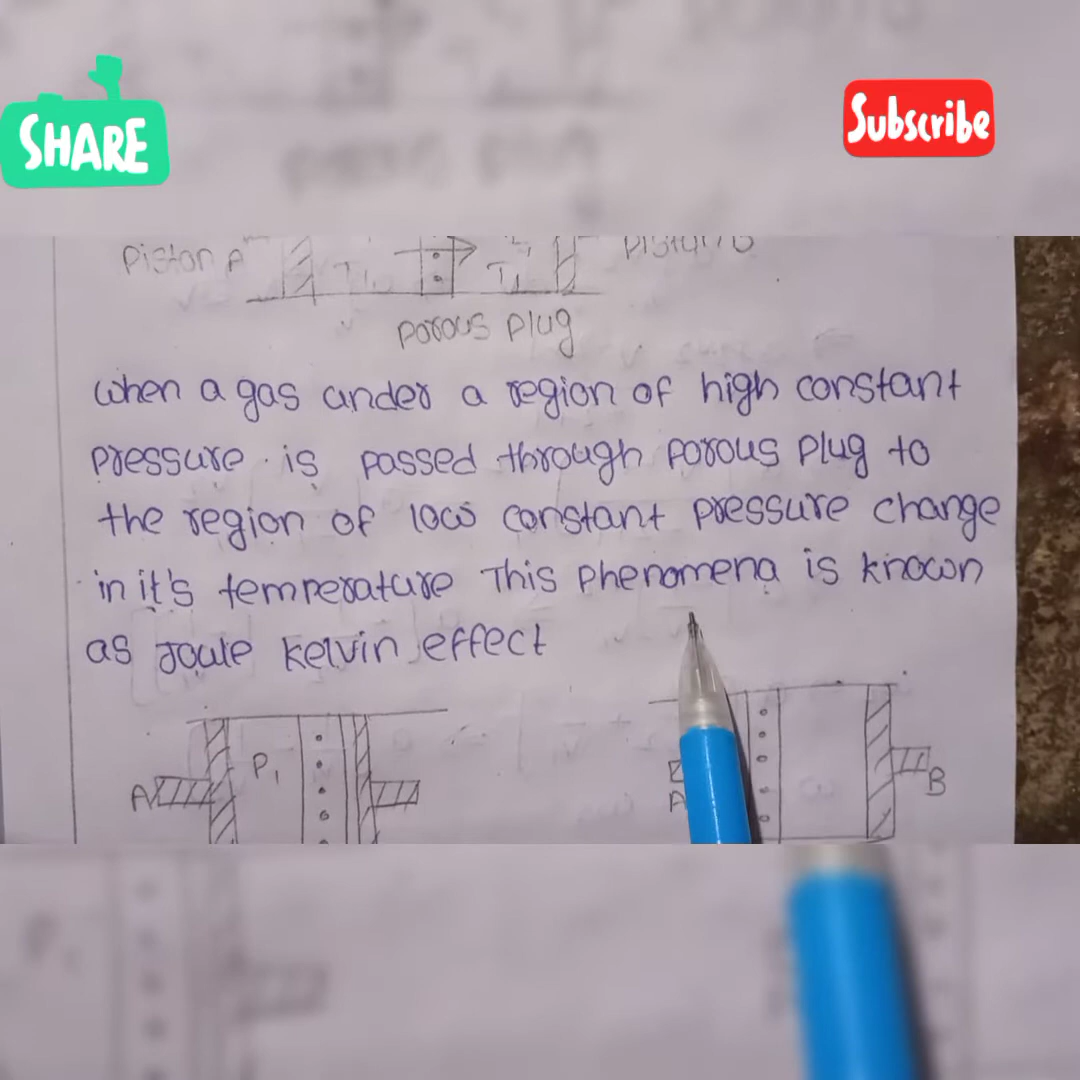 SHARE
Subscribe
Piston A
T1
T1
Porous Plug
When a gas under a region of high constant
pressure is passed through porous plug to
the region of low constant pressure change
in it's temperature This phenomena is known
as Joule Kelvin effect
A
P1
B